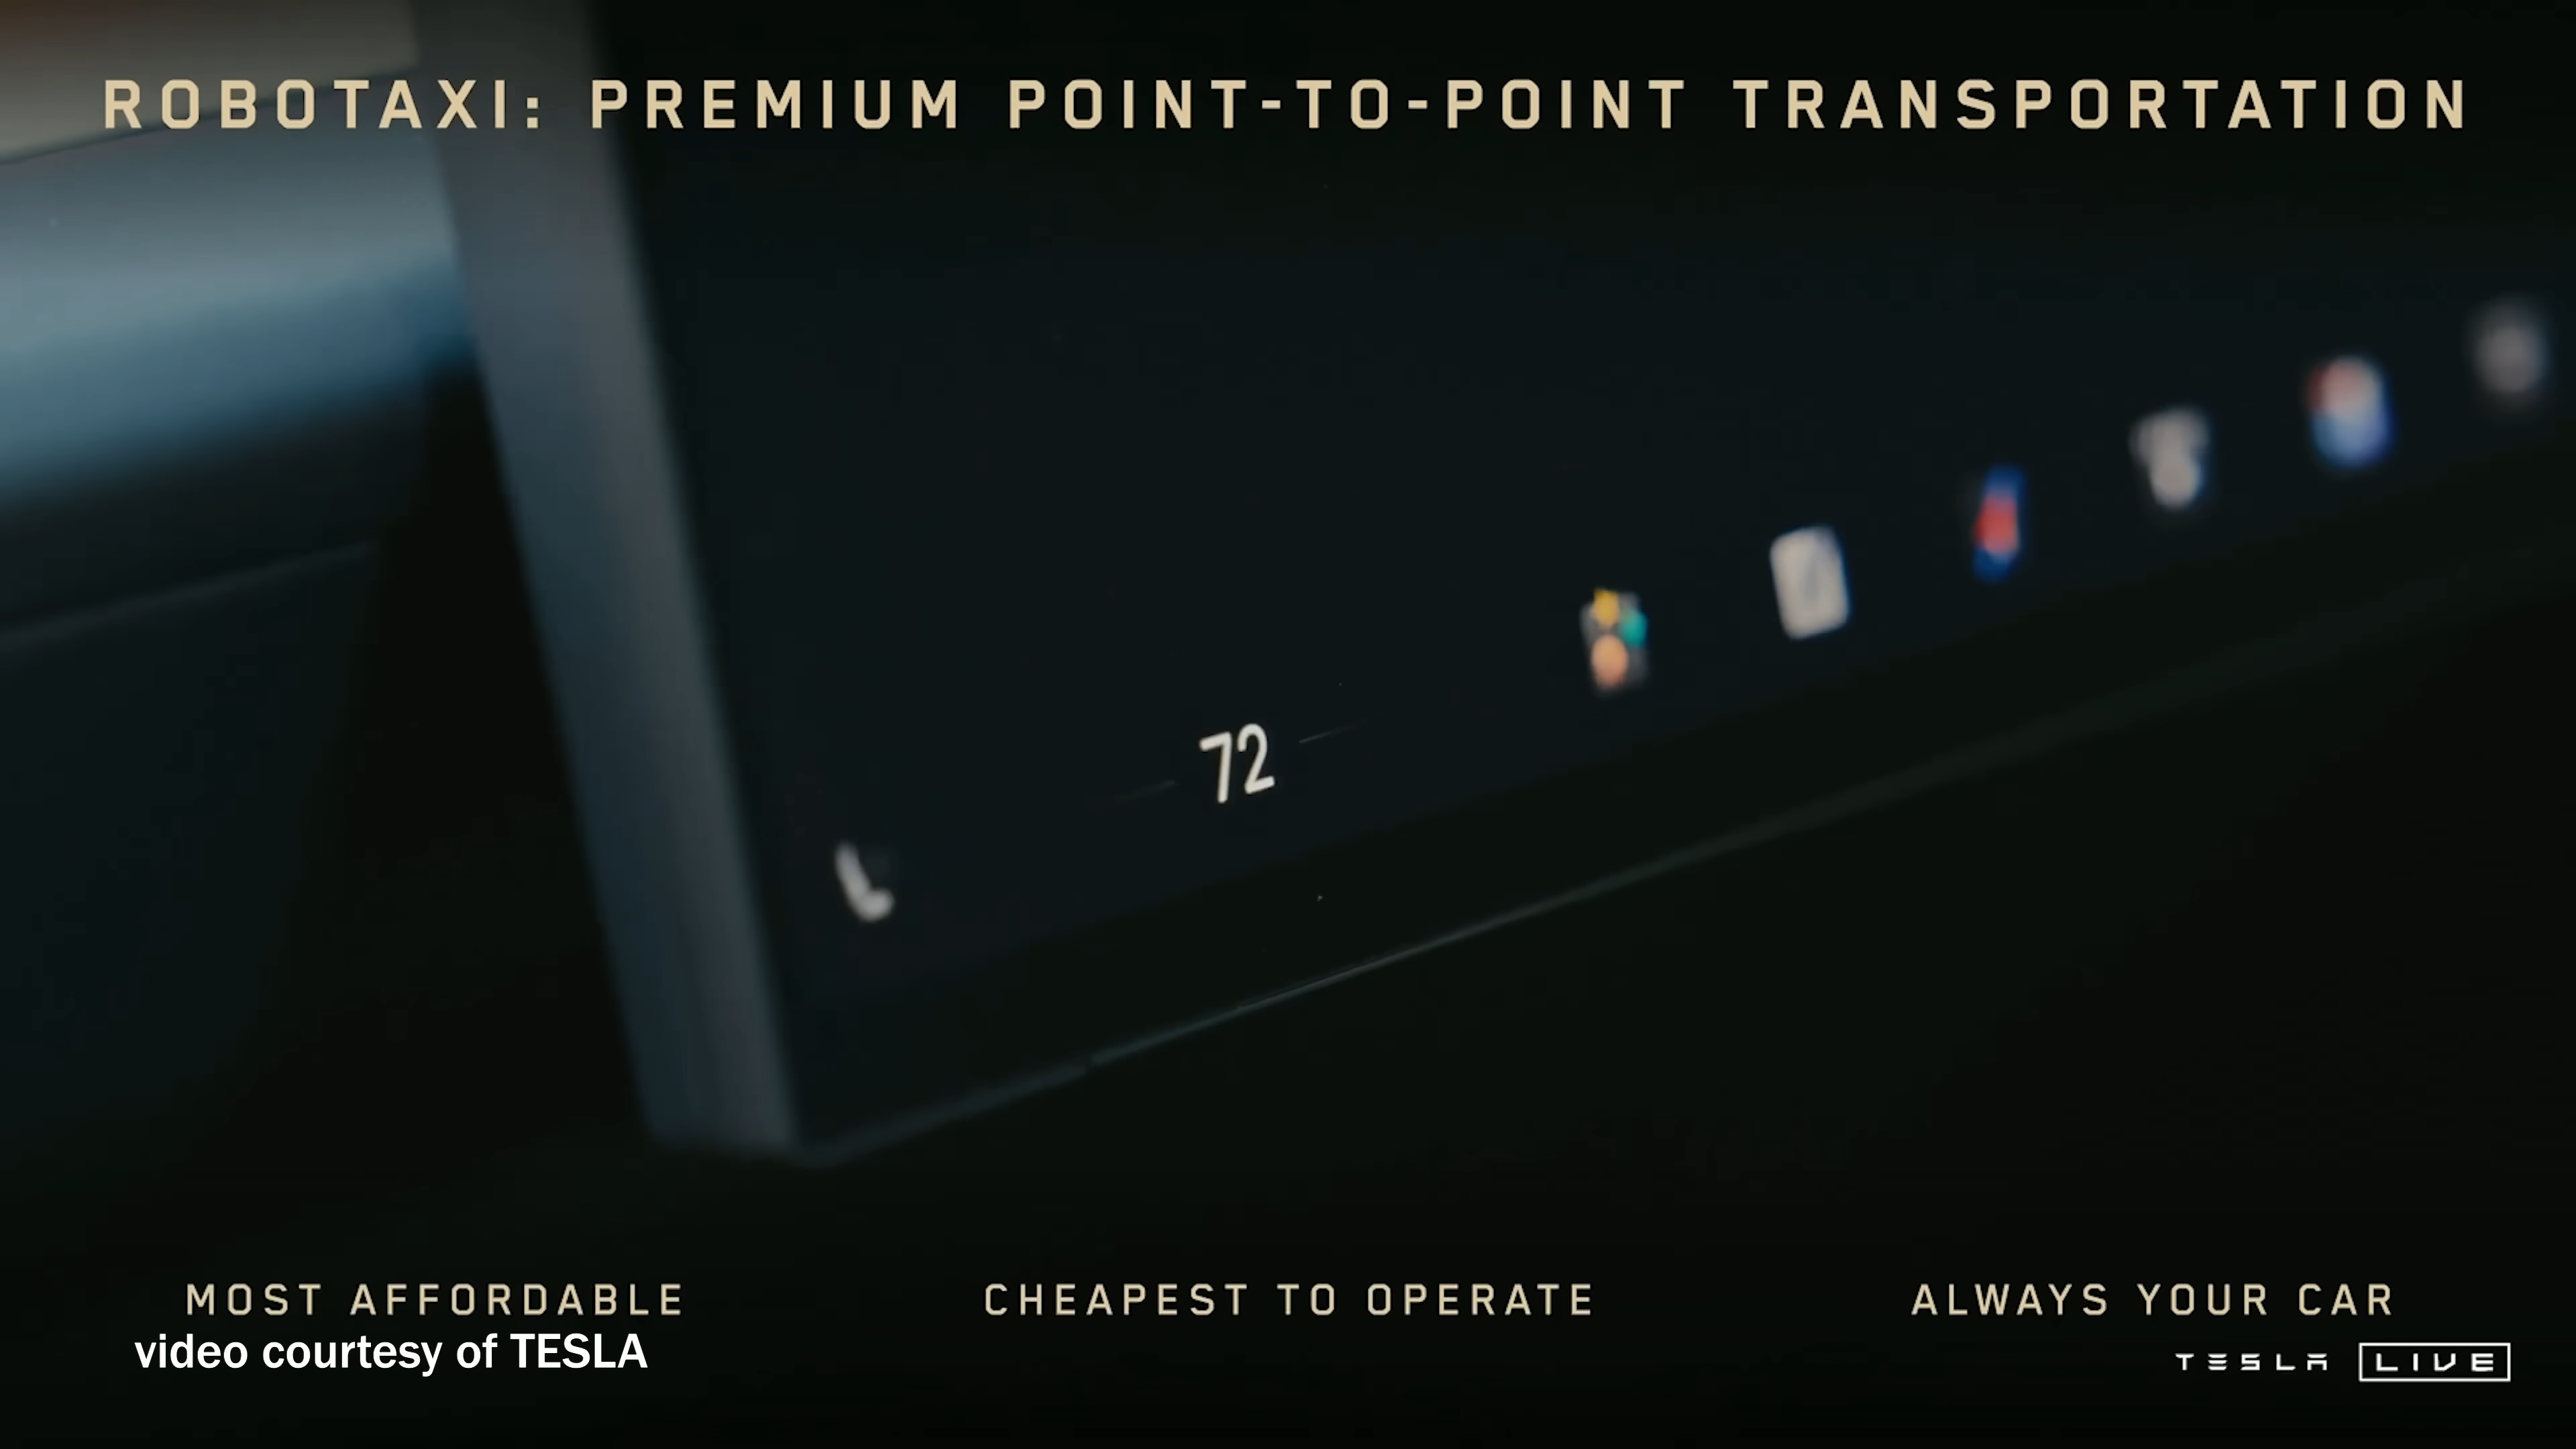 ROBOTAXI: PREMIUM POINT-TO-POINT TRANSPORTATION
72
MOST AFFORDABLE
CHEAPEST TO OPERATE
ALWAYS YOUR CAR
video courtesy of TESLA
TESLA LIVE